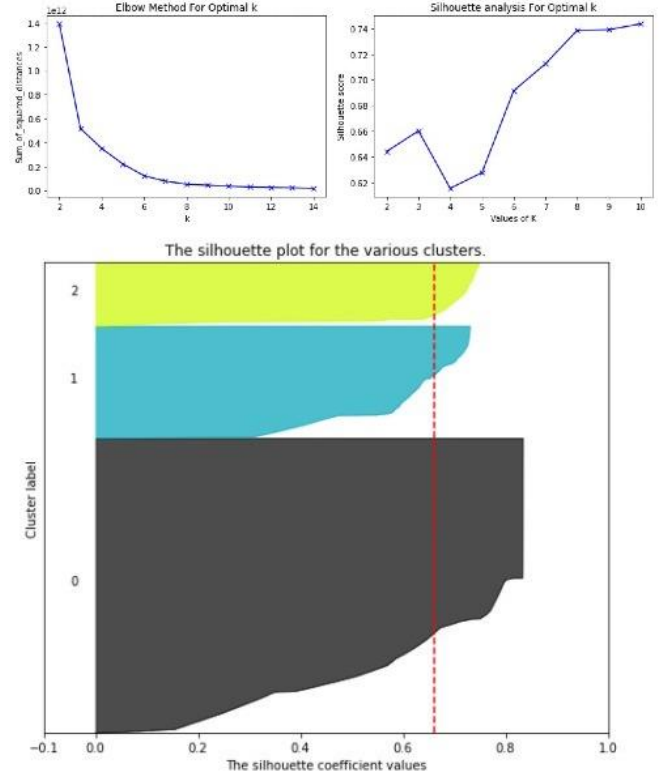 Elbow Method For Optimal k
1e12
1.4
1.2
1.0
0.8
0.6
0.4
0.2
0.0
Sum_of_squared_distances
2 4 6 8 10 12 14
k
Silhouette analysis For Optimal k
0.74
0.72
0.70
0.68
0.66
0.64
0.62
Silhouette score
2 3 4 5 6 7 8 9 10
Values of K
The silhouette plot for the various clusters.
2
1
0
Cluster label
−0.1 0.0 0.2 0.4 0.6 0.8 1.0
The silhouette coefficient values